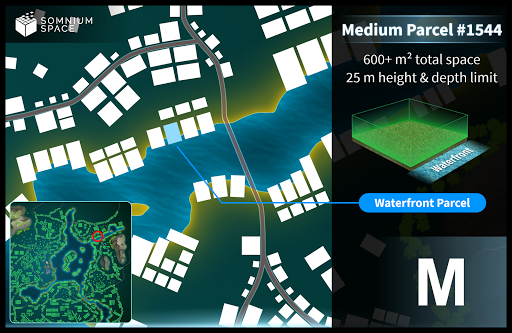 SOMNIUM
SPACE
Medium Parcel #1544
600+ m² total space
25 m height & depth limit
Waterfront
Waterfront Parcel
M